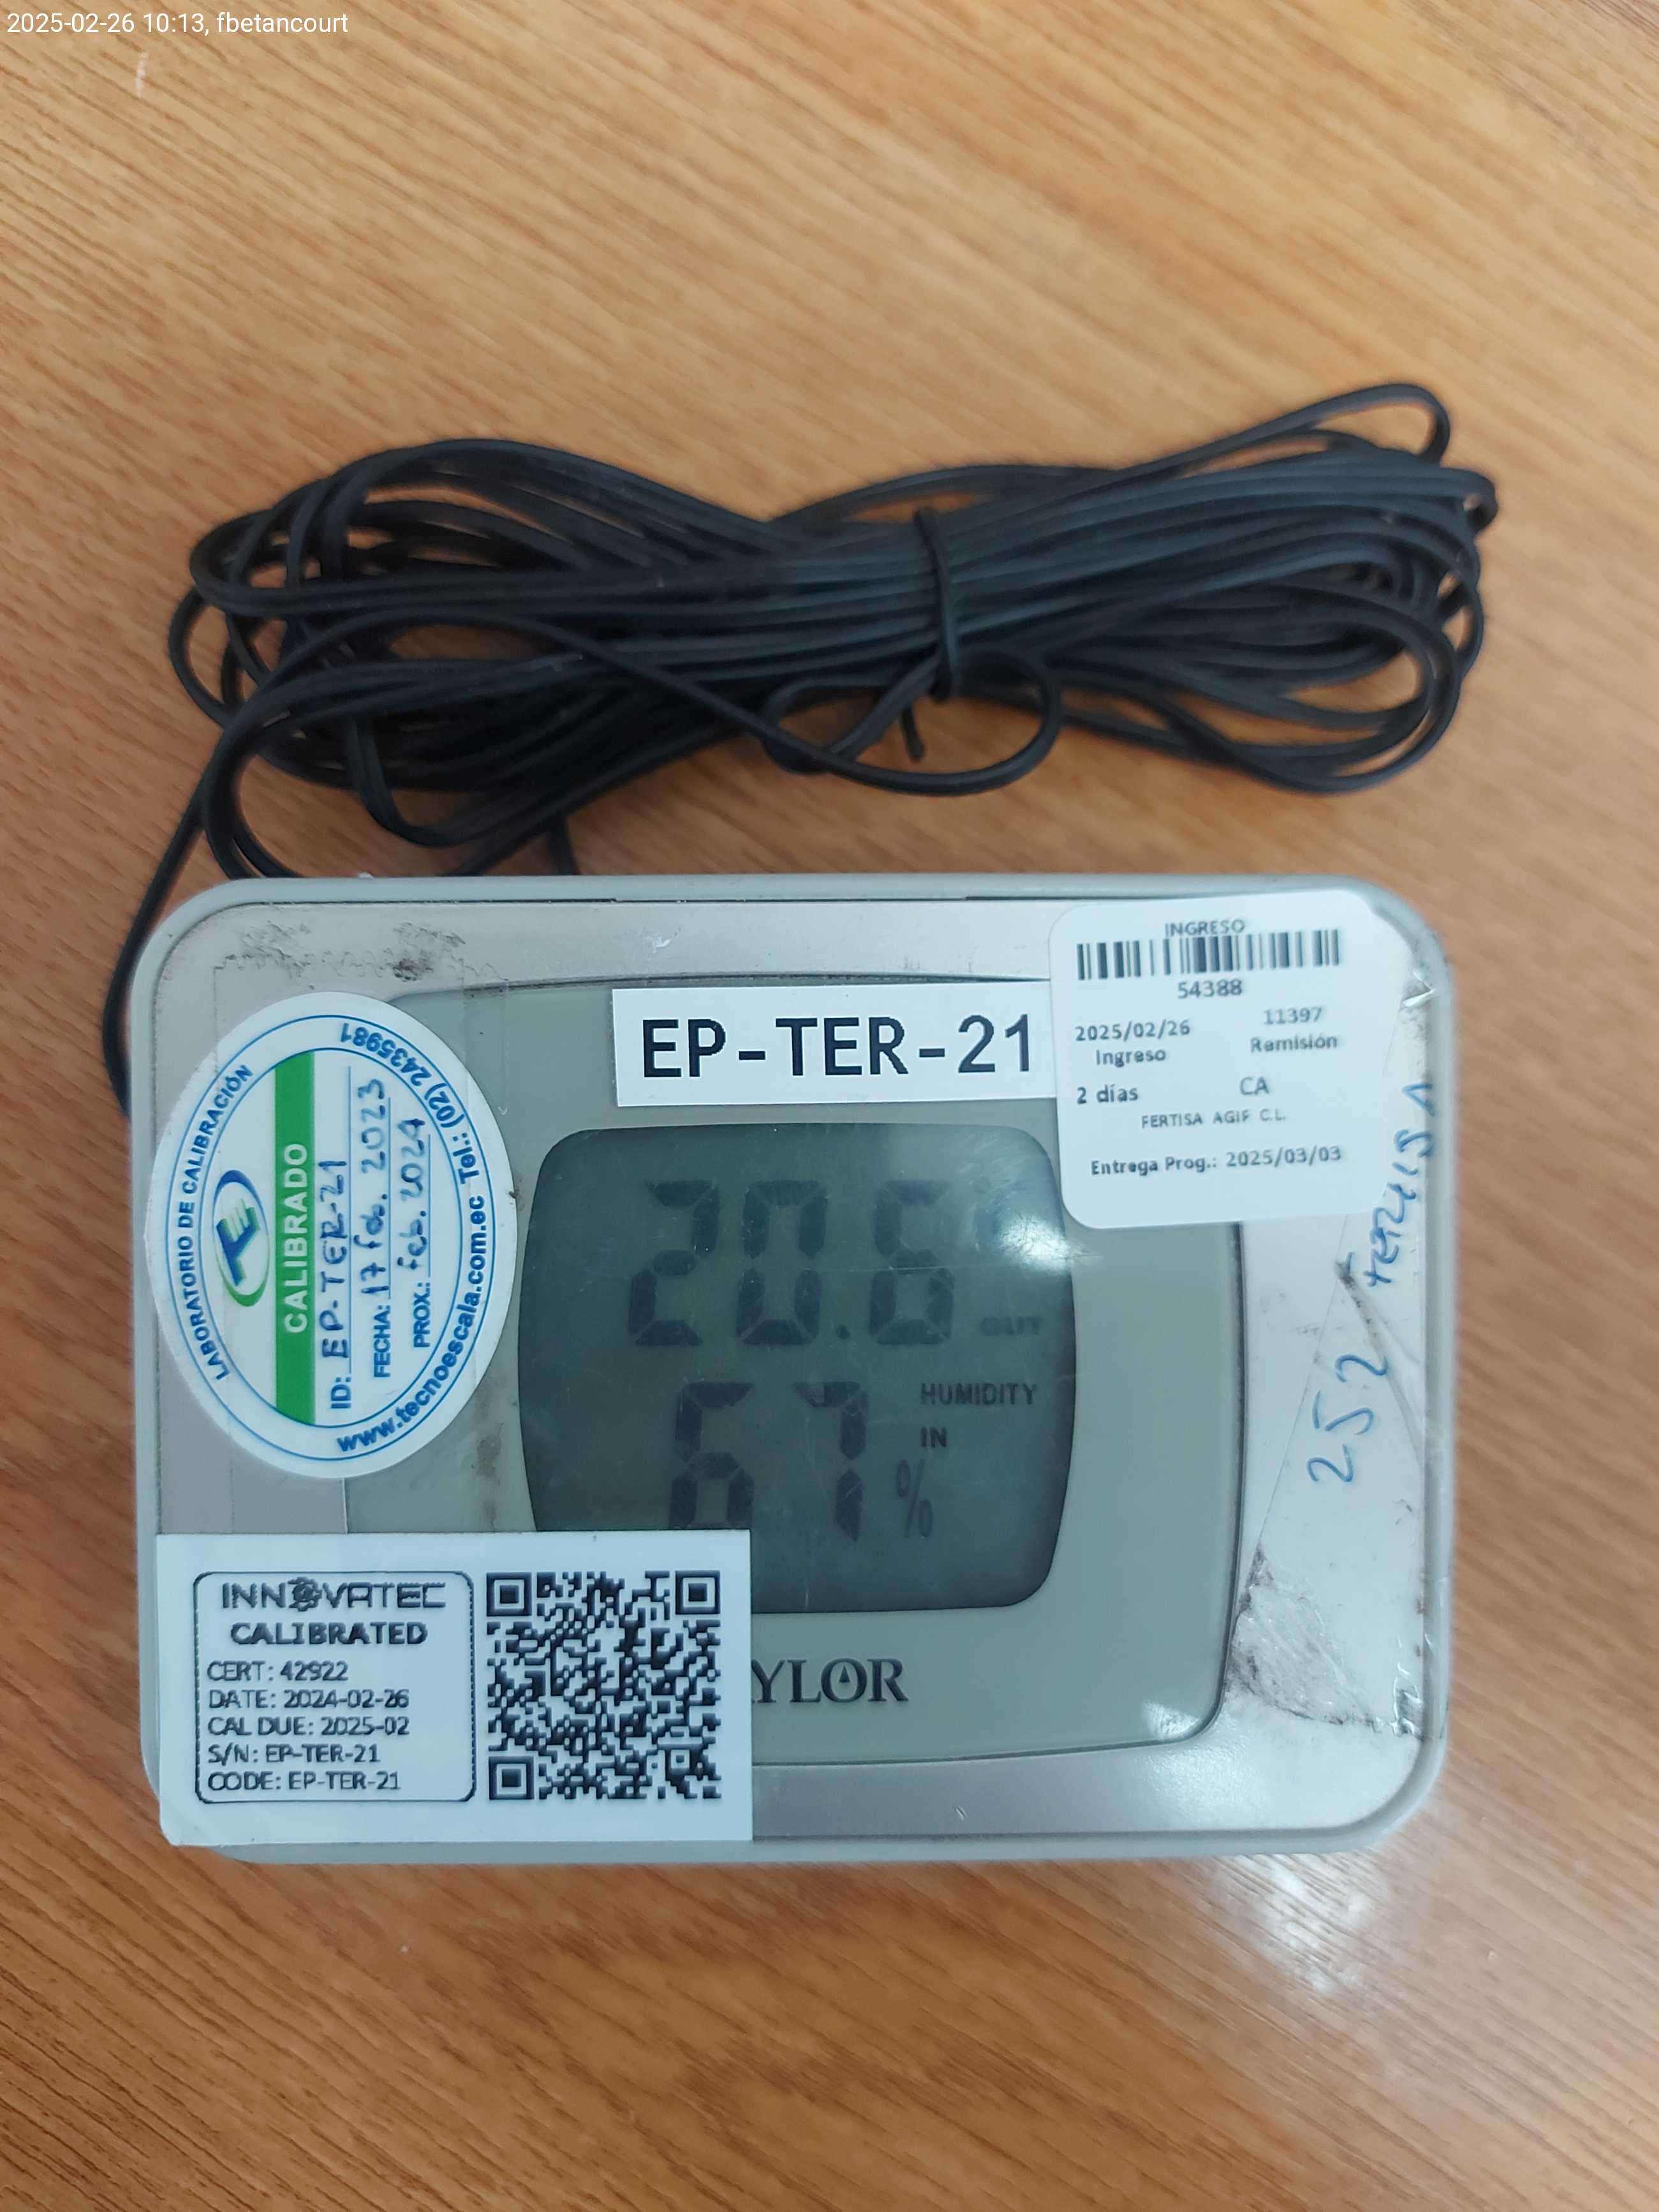 2025-02-26 10:13, fbetancourt
INGRESO
54388
2025/02/26 11397
Ingreso Remisión
2 días CA
FERTISA AGIF C.L.
Entrega Prog.: 2025/03/03
EP-TER-21
LABORATORIO DE CALIBRACIÓN
CALIBRADO
ID: EP-TER-21
FECHA: 17 feb. 2023
PROX.: feb. 2024
www.tecnoescala.com.ec Tel.: (02) 2435981
20.6
OUT
67 %
HUMIDITY
IN
252
INNOVATEC
CALIBRATED
CERT: 42922
DATE: 2024-02-26
CAL DUE: 2025-02
S/N: EP-TER-21
CODE: EP-TER-21
YLOR